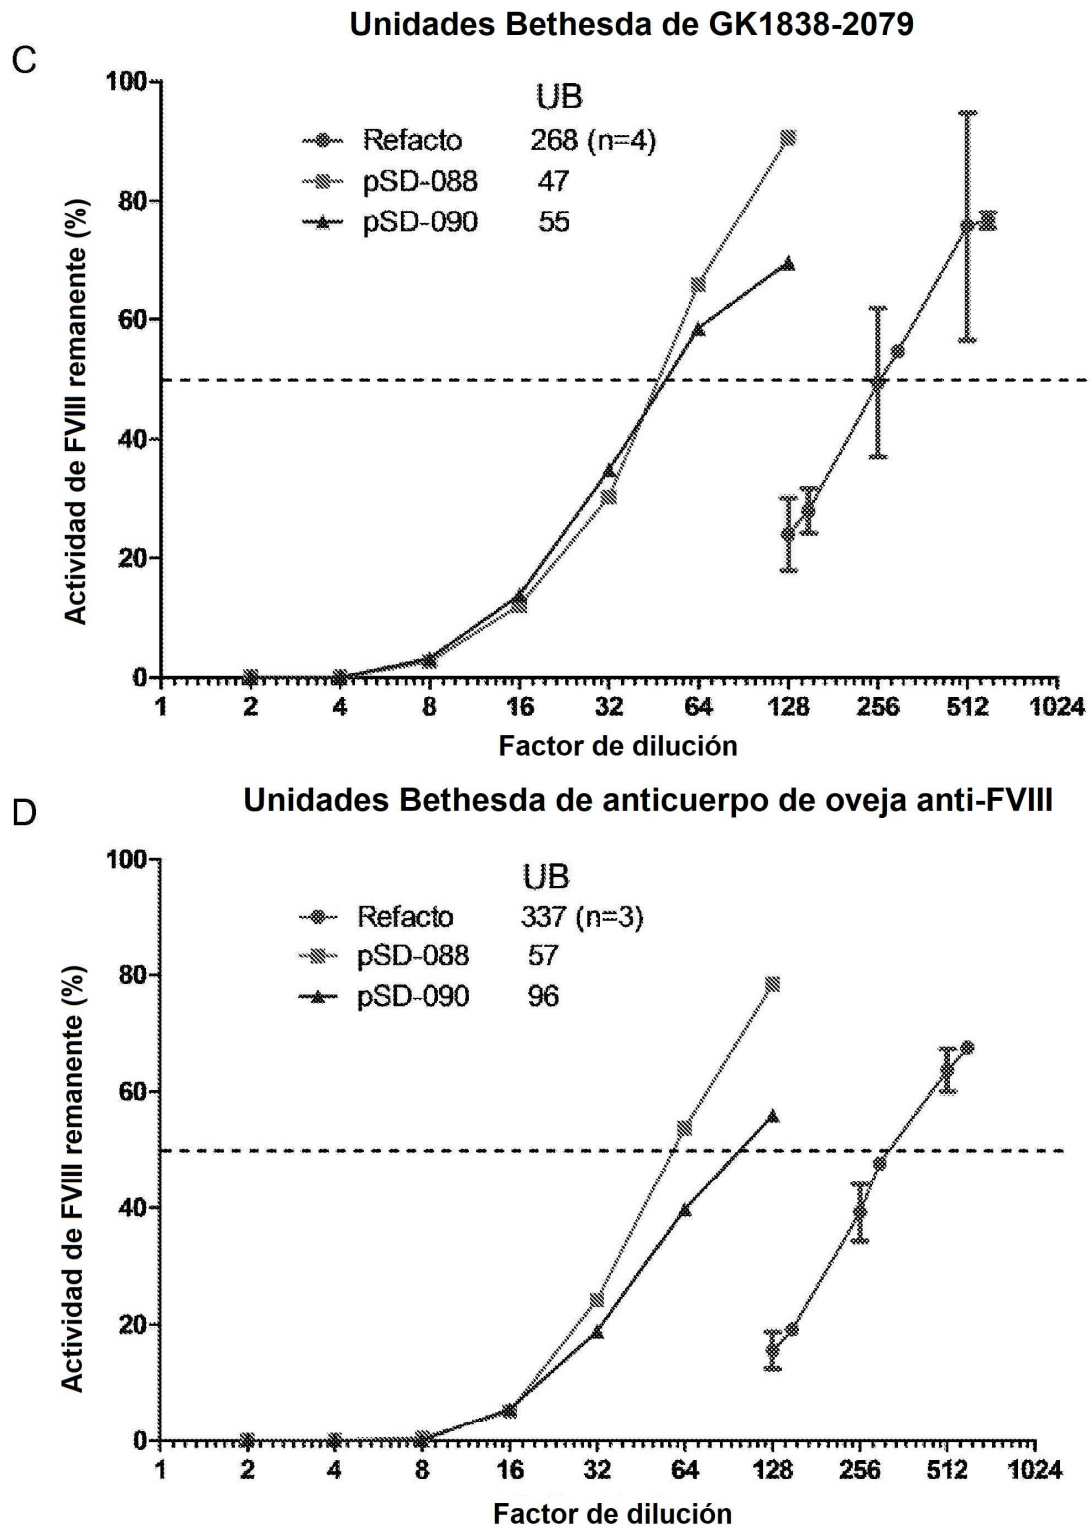 Unidades Bethesda de GK1838-2079
C
100
80
60
40
20
0
Actividad de FVIII remanente (%)
UB
Refacto 268 (n=4)
pSD-088 47
pSD-090 55
1 2 4 8 16 32 64 128 256 512 1024
Factor de dilución
Unidades Bethesda de anticuerpo de oveja anti-FVIII
D
100
80
60
40
20
0
Actividad de FVIII remanente (%)
UB
Refacto 337 (n=3)
pSD-088 57
pSD-090 96
1 2 4 8 16 32 64 128 256 512 1024
Factor de dilución